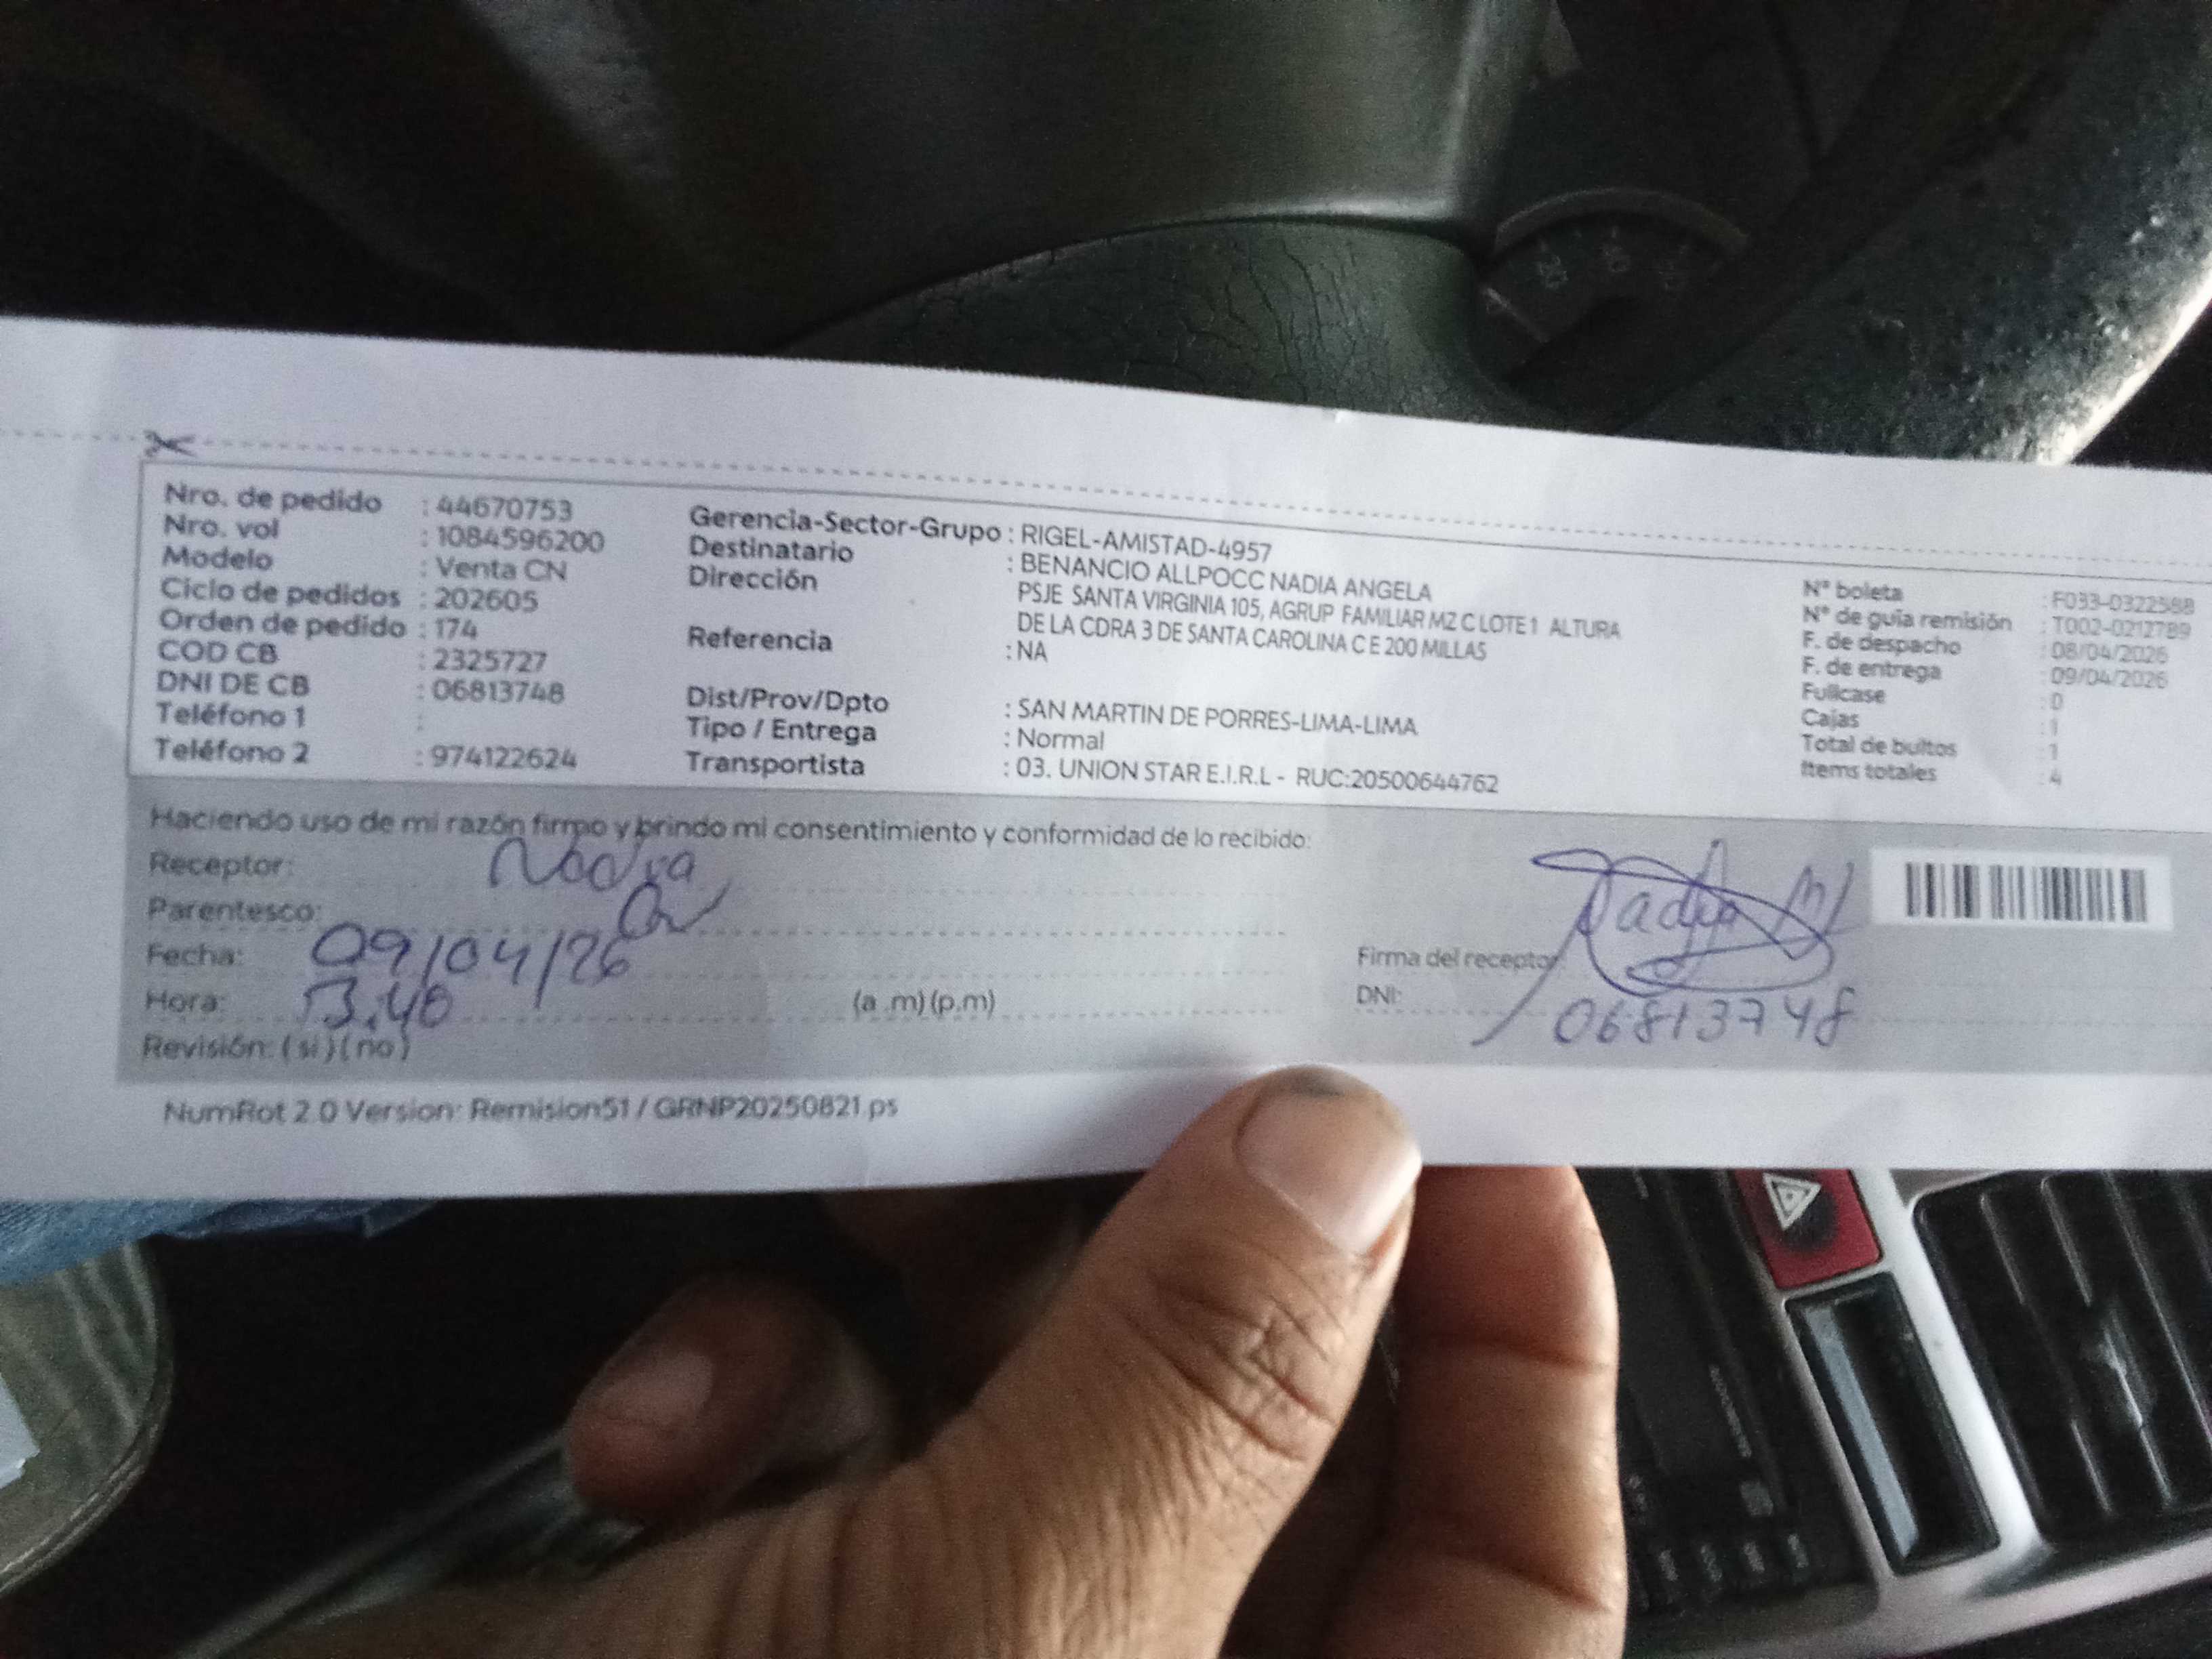 Nro. de pedido : 44670753
Nro. vol : 1084596200
Modelo : Venta CN
Ciclo de pedidos : 202605
Orden de pedido : 174
COD CB : 2325727
DNI DE CB : 06813748
Teléfono 1 :
Teléfono 2 : 974122624
Gerencia-Sector-Grupo : RIGEL-AMISTAD-4957
Destinatario : BENANCIO ALLPOCC NADIA ANGELA
Dirección PSJE SANTA VIRGINIA 105, AGRUP FAMILIAR MZ C LOTE 1 ALTURA
DE LA CDRA 3 DE SANTA CAROLINA C E 200 MILLAS
Referencia : NA
Dist/Prov/Dpto : SAN MARTIN DE PORRES-LIMA-LIMA
Tipo / Entrega : Normal
Transportista : 03. UNION STAR E.I.R.L - RUC:20500644762
N° boleta : F033-0322588
N° de guía remisión : T002-0212789
F. de despacho : 08/04/2026
F. de entrega : 09/04/2026
Fullcase : 0
Cajas : 1
Total de bultos : 1
Items totales : 4
Haciendo uso de mi razón firmo y brindo mi consentimiento y conformidad de lo recibido:
Receptor: Nadia
Parentesco:
Fecha: 09/04/26
Hora: 13:40 (a .m) (p.m)
Revisión: ( si ) ( no )
Firma del receptor
DNI: 06813748
NumRot 2.0 Version: Remision51 / GRNP20250821.ps